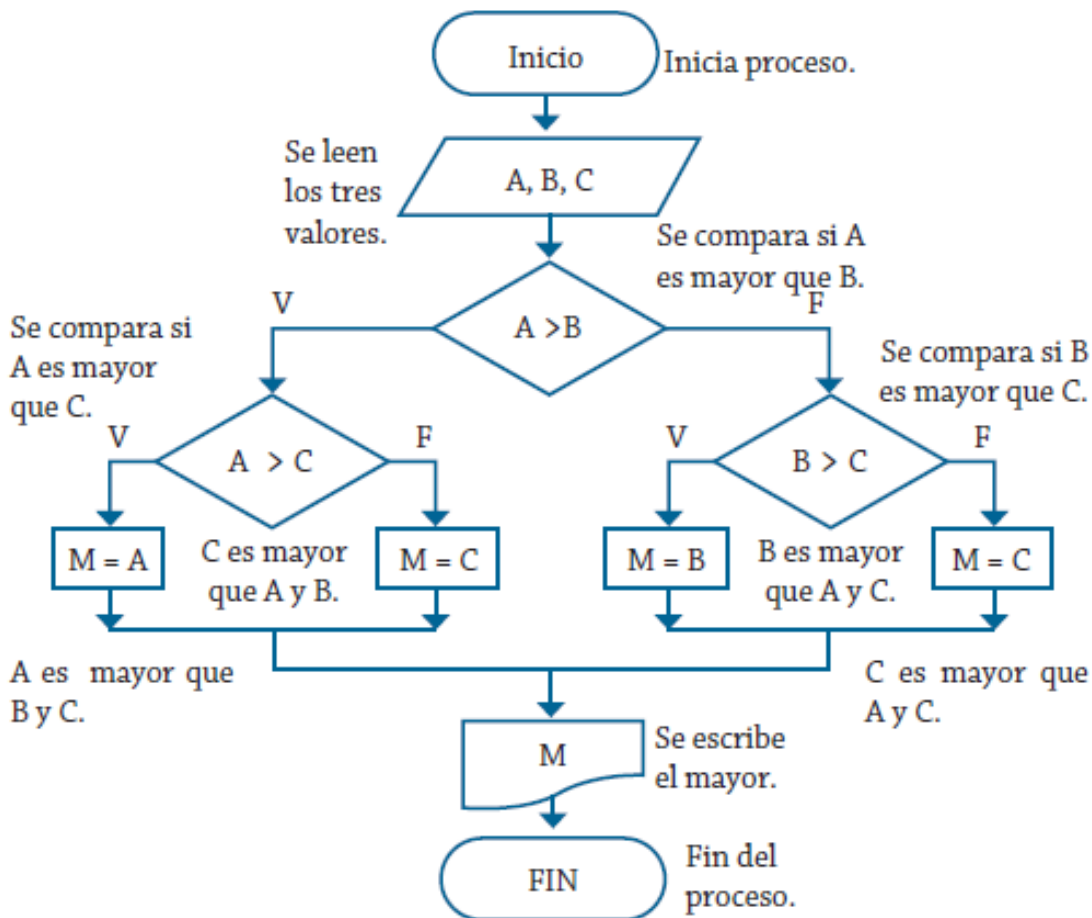 Inicio
Inicia proceso.
Se leen
los tres
valores.
A, B, C
Se compara si A
es mayor que B.
V
A >B
F
Se compara si
A es mayor
que C.
Se compara si B
es mayor que C.
V
A > C
F
V
B > C
F
M = A
C es mayor
que A y B.
M = C
M = B
B es mayor
que A y C.
M = C
A es mayor que
B y C.
C es mayor que
A y C.
M
Se escribe
el mayor.
FIN
Fin del
proceso.